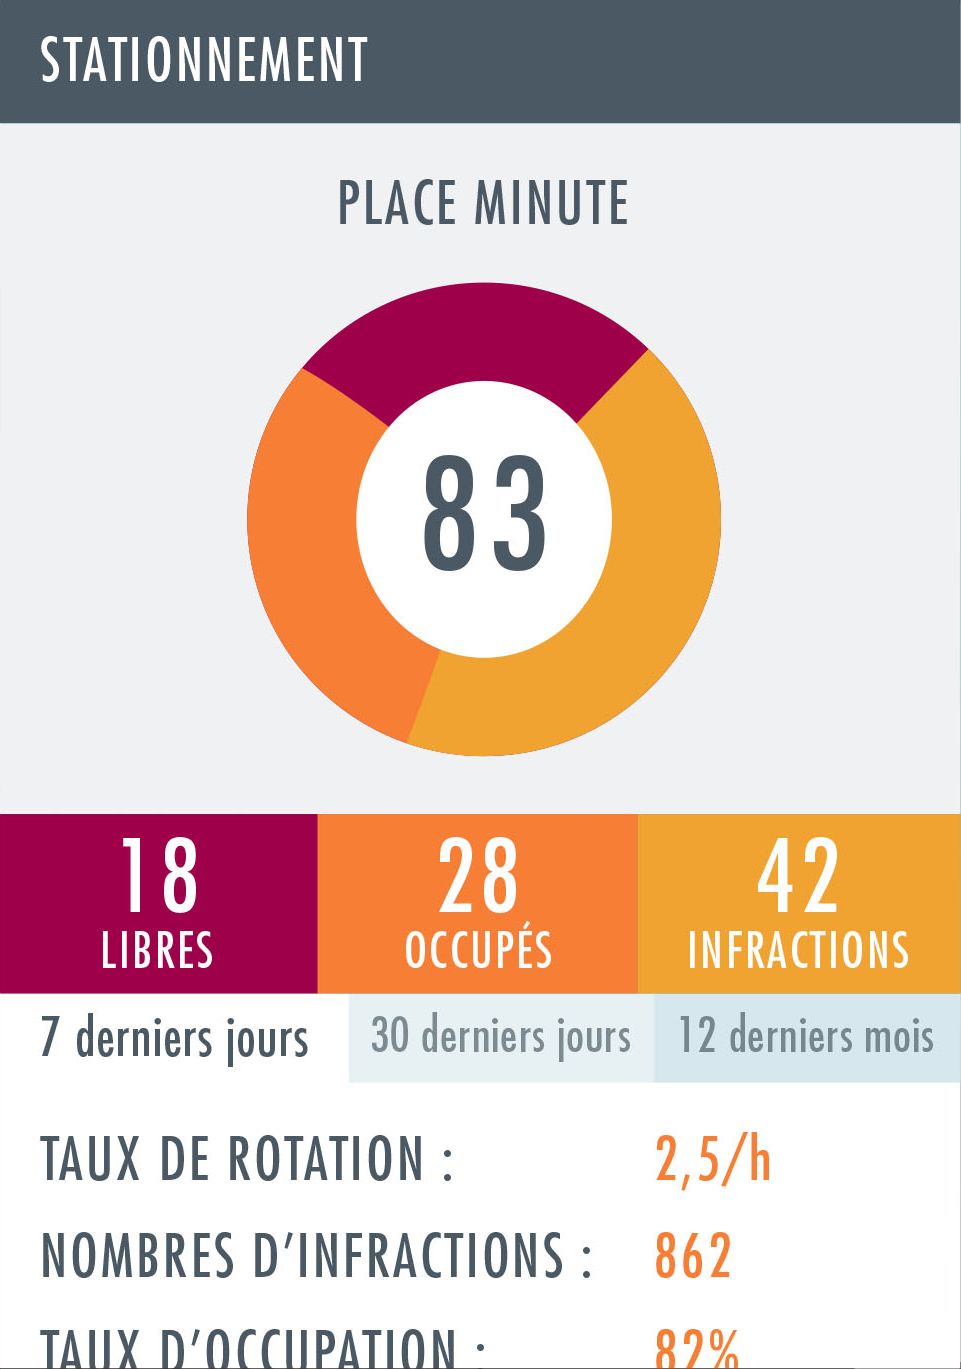 STATIONNEMENT
PLACE MINUTE
83
18 28 42
LIBRES OCCUPÉS INFRACTIONS
7 derniers jours 30 derniers jours 12 derniers mois
TAUX DE ROTATION : 2,5/h
NOMBRES D’INFRACTIONS : 862
TAUX D’OCCUPATION : 82%